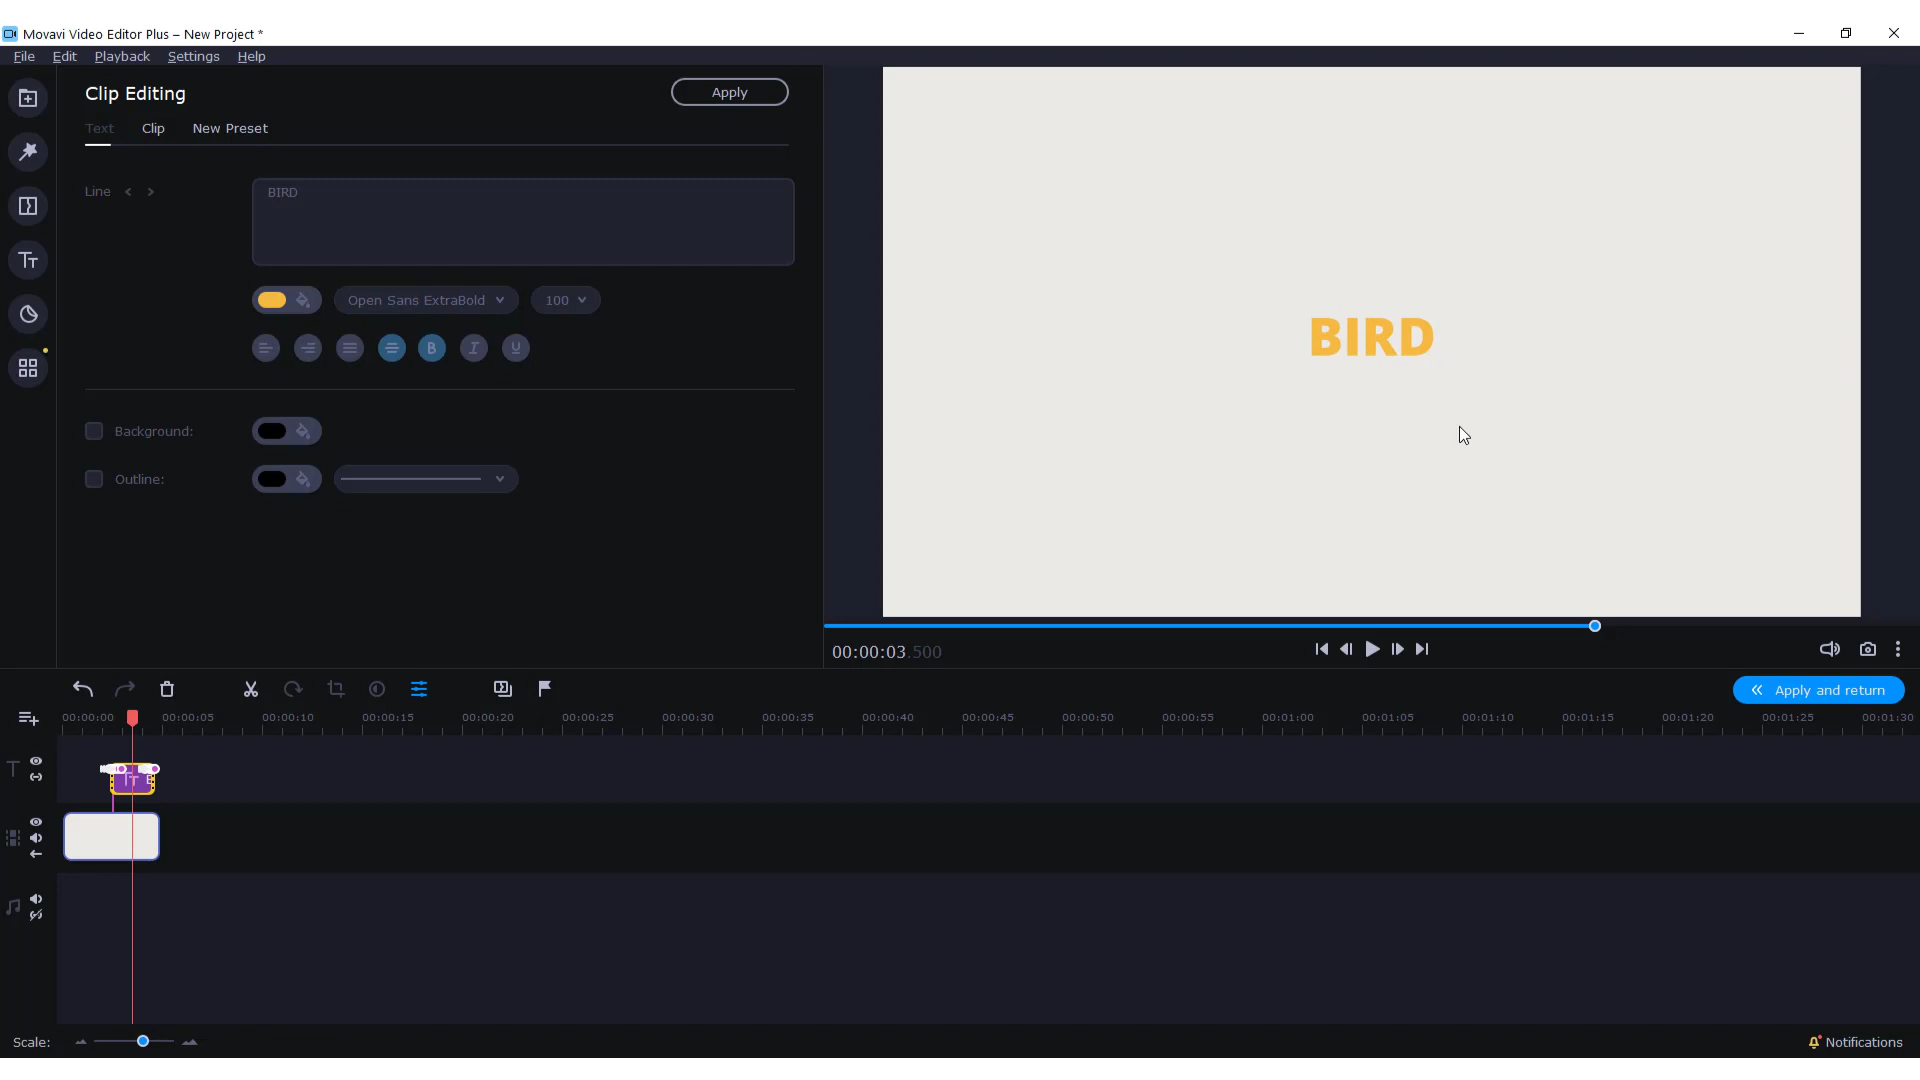 Movavi Video Editor Plus – New Project *
File Edit Playback Settings Help
Clip Editing
Apply
Text Clip New Preset
Line
BIRD
Open Sans ExtraBold
100
B I U
Background:
Outline:
BIRD
00:00:03.500
Apply and return
00:00:00 00:00:05 00:00:10 00:00:15 00:00:20 00:00:25 00:00:30 00:00:35 00:00:40 00:00:45 00:00:50 00:00:55 00:01:00 00:01:05 00:01:10 00:01:15 00:01:20 00:01:25 00:01:30
Scale:
Notifications